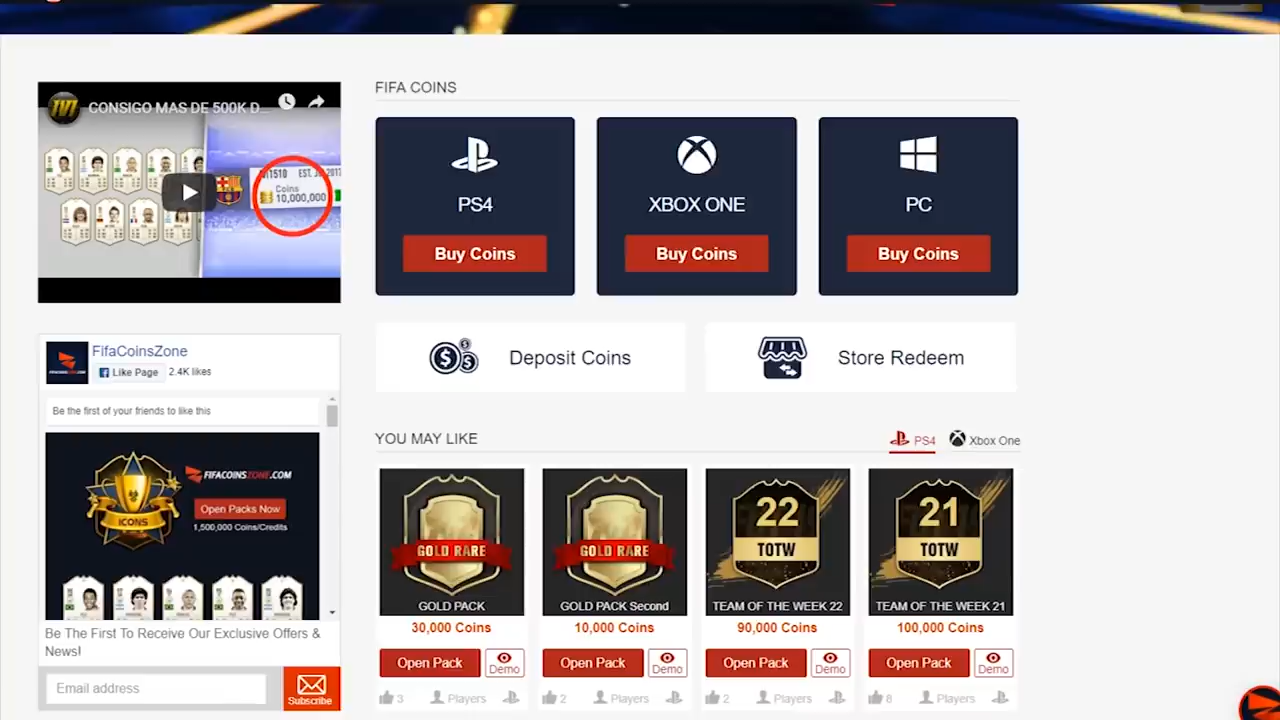 CONSIGO MAS DE 500K D...
Coins
10,000,000
FifaCoinsZone
Like Page
2.4K likes
Be the first of your friends to like this
FIFACOINSZONE.COM
Open Packs Now
1,500,000 Coins/Credits
ICONS
Be The First To Receive Our Exclusive Offers &
News!
Email address
Subscribe
FIFA COINS
PS4
XBOX ONE
PC
Buy Coins
Buy Coins
Buy Coins
Deposit Coins
Store Redeem
YOU MAY LIKE
PS4
Xbox One
GOLD RARE
GOLD RARE
22
TOTW
21
TOTW
GOLD PACK
GOLD PACK Second
TEAM OF THE WEEK 22
TEAM OF THE WEEK 21
30,000 Coins
10,000 Coins
90,000 Coins
100,000 Coins
Open Pack
Demo
Open Pack
Demo
Open Pack
Demo
Open Pack
Demo
3
Players
2
Players
2
Players
8
Players